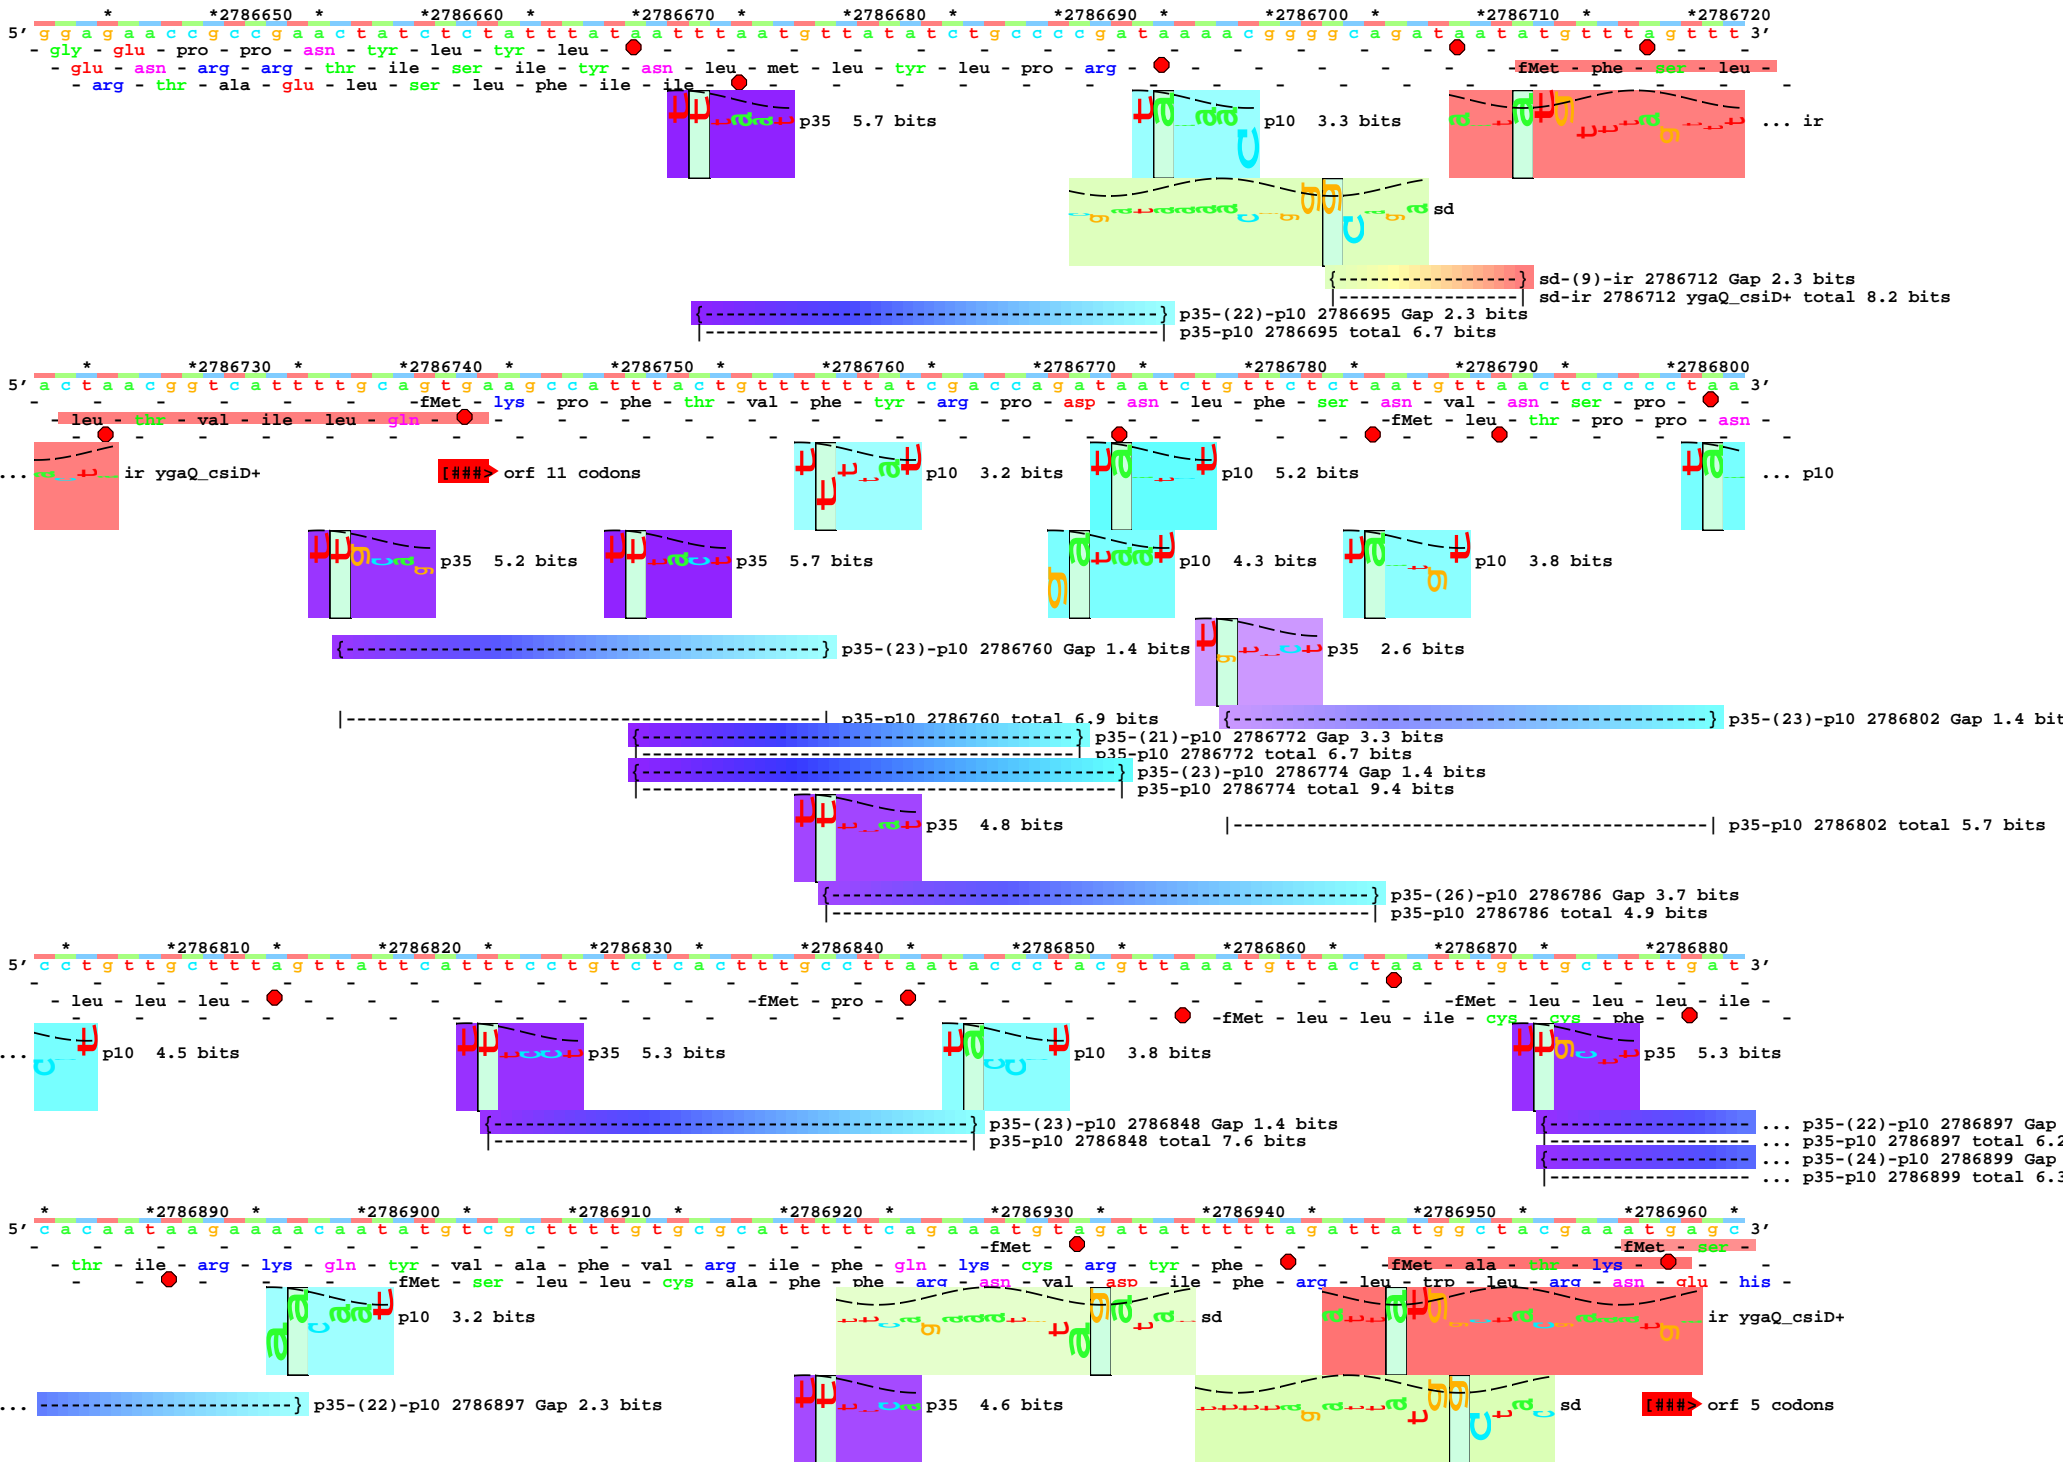 * *2786650 * *2786660 * *2786670 * *2786680 * *2786690 * *2786700 * *2786710 * *2786720
5' g g a g a a c c g c c g a a c t a t c t c t a t t t a t a a t t t a a t g t t a t a t c t g c c c c g a t a a a a c g g g g c a g a t a a t a t g t t t a g t t t 3'
- gly - glu - pro - pro - asn - tyr - leu - tyr - leu -
- glu - asn - arg - arg - thr - ile - ser - ile - tyr - asn - leu - met - leu - tyr - leu - pro - arg - -fMet - phe - ser - leu -
- arg - thr - ala - glu - leu - ser - leu - phe - ile - ile -
p35 5.7 bits
p10 3.3 bits
... ir
sd
sd-(9)-ir 2786712 Gap 2.3 bits
sd-ir 2786712 ygaQ_csiD+ total 8.2 bits
p35-(22)-p10 2786695 Gap 2.3 bits
p35-p10 2786695 total 6.7 bits
* *2786730 * *2786740 * *2786750 * *2786760 * *2786770 * *2786780 * *2786790 * *2786800
5' a c t a a c g g t c a t t t t g c a g t g a a g c c a t t t a c t g t t t t t t a t c g a c c a g a t a a t c t g t t c t c t a a t g t t a a c t c c c c c t a a 3'
-fMet - lys - pro - phe - thr - val - phe - tyr - arg - pro - asp - asn - leu - phe - ser - asn - val - asn - ser - pro -
- leu - thr - val - ile - leu - gln - -fMet - leu - thr - pro - pro - asn -
... ir ygaQ_csiD+
[###> orf 11 codons
p10 3.2 bits
p10 5.2 bits
... p10
p35 5.2 bits
p35 5.7 bits
p10 4.3 bits
p10 3.8 bits
p35-(23)-p10 2786760 Gap 1.4 bits
p35 2.6 bits
p35-p10 2786760 total 6.9 bits
p35-(23)-p10 2786802 Gap 1.4 bit
p35-(21)-p10 2786772 Gap 3.3 bits
p35-p10 2786772 total 6.7 bits
p35-(23)-p10 2786774 Gap 1.4 bits
p35-p10 2786774 total 9.4 bits
p35 4.8 bits
p35-p10 2786802 total 5.7 bits
p35-(26)-p10 2786786 Gap 3.7 bits
p35-p10 2786786 total 4.9 bits
* *2786810 * *2786820 * *2786830 * *2786840 * *2786850 * *2786860 * *2786870 * *2786880
5' c c t g t t g c t t t a g t t a t t c a t t t c c t g t c t c a c t t t g c c t t a a t a c c c t a c g t t a a a t g t t a c t a a t t t g t t g c t t t t g a t 3'
- leu - leu - leu - -fMet - pro - -fMet - leu - leu - leu - ile -
-fMet - leu - leu - ile - cys - cys - phe -
... p10 4.5 bits
p35 5.3 bits
p10 3.8 bits
p35 5.3 bits
p35-(23)-p10 2786848 Gap 1.4 bits
p35-p10 2786848 total 7.6 bits
... p35-(22)-p10 2786897 Gap
... p35-p10 2786897 total 6.2
... p35-(24)-p10 2786899 Gap
... p35-p10 2786899 total 6.3
* *2786890 * *2786900 * *2786910 * *2786920 * *2786930 * *2786940 * *2786950 * *2786960 *
5' c a c a a t a a g a a a c a a t a t g t c g c t t t t g t g c g c a t t t t c a g a a a t g t a g a t a t t t t t a g a t t a t g g c t a c g a a a t g a g c 3'
-fMet - -fMet - ser -
- thr - ile - arg - lys - gln - tyr - val - ala - phe - val - arg - ile - phe - gln - lys - cys - arg - tyr - phe - -fMet - ala - thr - lys -
-fMet - ser - leu - leu - cys - ala - phe - phe - arg - asn - val - asp - ile - phe - arg - leu - trp - leu - arg - asn - glu - his -
p10 3.2 bits
sd
ir ygaQ_csiD+
... p35-(22)-p10 2786897 Gap 2.3 bits
p35 4.6 bits
sd
[###> orf 5 codons